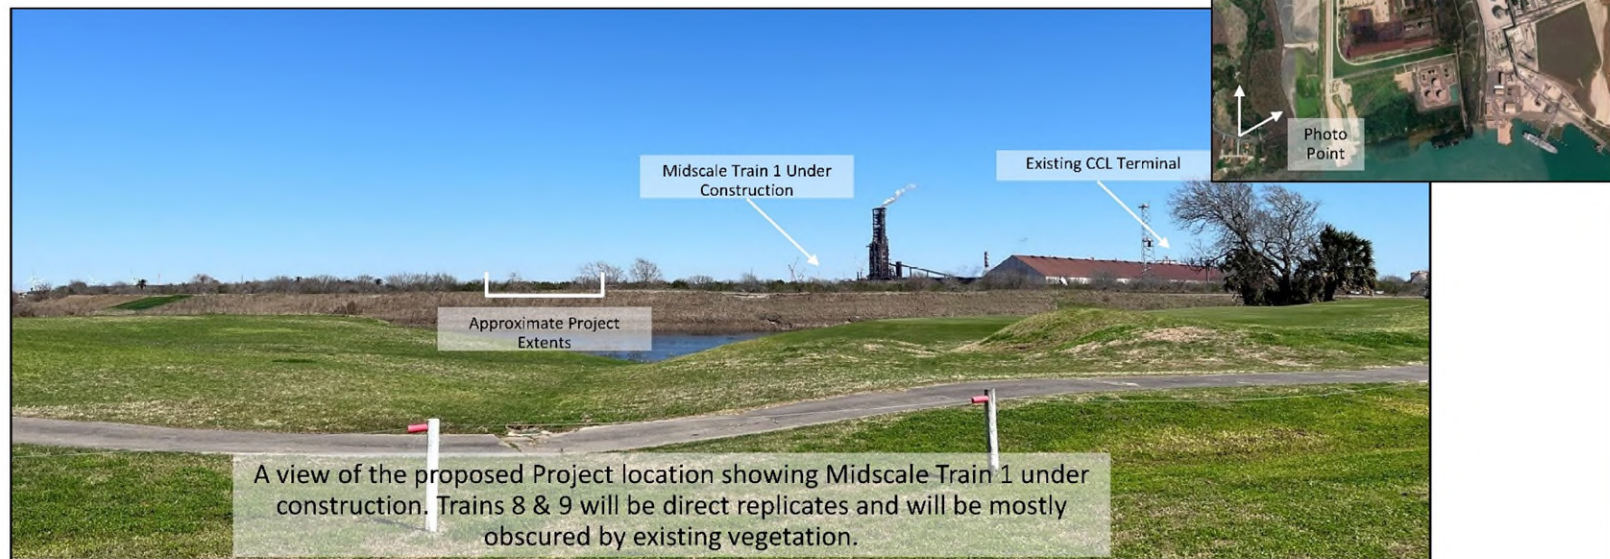 Photo
Point
Midscale Train 1 Under
Construction
Existing CCL Terminal
Approximate Project
Extents
A view of the proposed Project location showing Midscale Train 1 under
construction. Trains 8 & 9 will be direct replicates and will be mostly
obscured by existing vegetation.